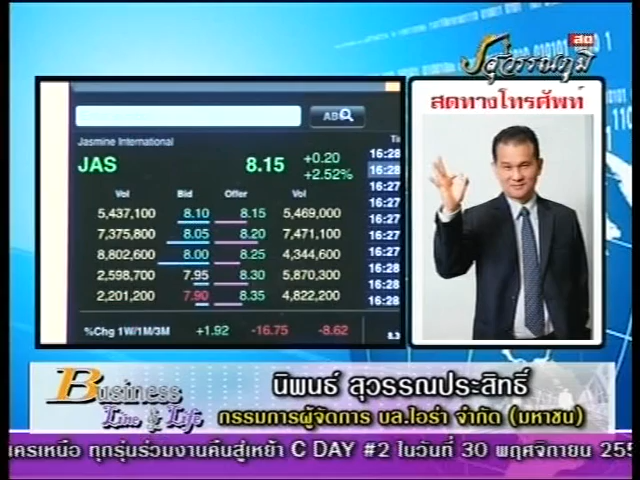 สด
สุวรรณภูมิ
สดทางโทรศัพท์
Jasmine International
JAS 8.15 +0.20 +2.52%
Vol Bid Offer Vol
5,437,100 8.10 8.15 5,469,000
7,375,800 8.05 8.20 7,471,100
8,802,600 8.00 8.25 4,344,600
2,598,700 7.95 8.30 5,870,300
2,201,200 7.90 8.35 4,822,200
%Chg 1W/1M/3M +1.92 -16.75 -8.62
16:28
16:28
16:27
16:27
16:27
16:27
16:27
16:28
16:28
16:28
Business
Line & Life
นิพนธ์ สุวรรณประสิทธิ์
กรรมการผู้จัดการ บล.ไอร่า จำกัด (มหาชน)
ครเหนือ ทุกรุ่นร่วมงานคืนสู่เหย้า C DAY #2 ในวันที่ 30 พฤศจิกายน 255